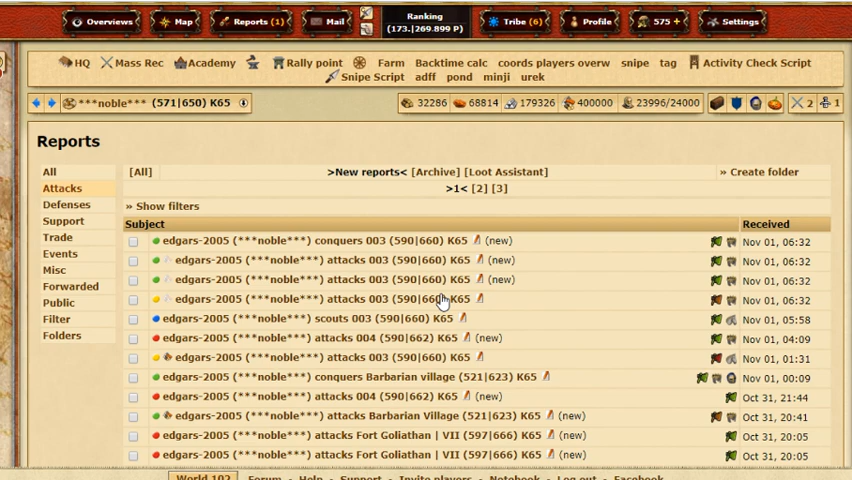 Overviews Map Reports (1) Mail Ranking (173.|269.899 P) Tribe (6) Profile 575 + Settings
HQ Mass Rec Academy Rally point Farm Backtime calc coords players overw snipe tag Activity Check Script
Snipe Script adff pond minji urek
***noble*** (571|650) K65 32286 68814 179326 400000 23996/24000 2 1
Reports
All
Attacks
Defenses
Support
Trade
Events
Misc
Forwarded
Public
Filter
Folders
[All] >New reports< [Archive] [Loot Assistant] » Create folder
>1< [2] [3]
» Show filters
Subject Received
edgars-2005 (***noble***) conquers 003 (590|660) K65 (new) Nov 01, 06:32
edgars-2005 (***noble***) attacks 003 (590|660) K65 (new) Nov 01, 06:32
edgars-2005 (***noble***) attacks 003 (590|660) K65 (new) Nov 01, 06:32
edgars-2005 (***noble***) attacks 003 (590|660) K65 Nov 01, 06:32
edgars-2005 (***noble***) scouts 003 (590|660) K65 Nov 01, 05:58
edgars-2005 (***noble***) attacks 004 (590|662) K65 (new) Nov 01, 04:09
edgars-2005 (***noble***) attacks 003 (590|660) K65 Nov 01, 01:31
edgars-2005 (***noble***) conquers Barbarian village (521|623) K65 Nov 01, 00:09
edgars-2005 (***noble***) attacks 004 (590|662) K65 (new) Oct 31, 21:44
edgars-2005 (***noble***) attacks Barbarian Village (521|623) K65 (new) Oct 31, 20:41
edgars-2005 (***noble***) attacks Fort Goliathan | VII (597|666) K65 (new) Oct 31, 20:05
edgars-2005 (***noble***) attacks Fort Goliathan | VII (597|666) K65 (new) Oct 31, 20:05
World 102 Forum - Help - Support - Invite players - Notebook - Log out - Facebook